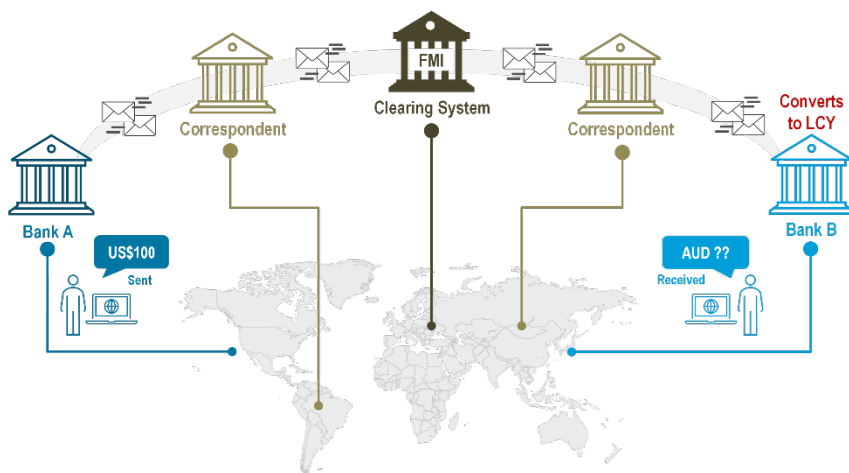 FMI
Clearing System
Correspondent
Correspondent
Converts
to LCY
Bank A
Bank B
US$100
Sent
AUD ??
Received